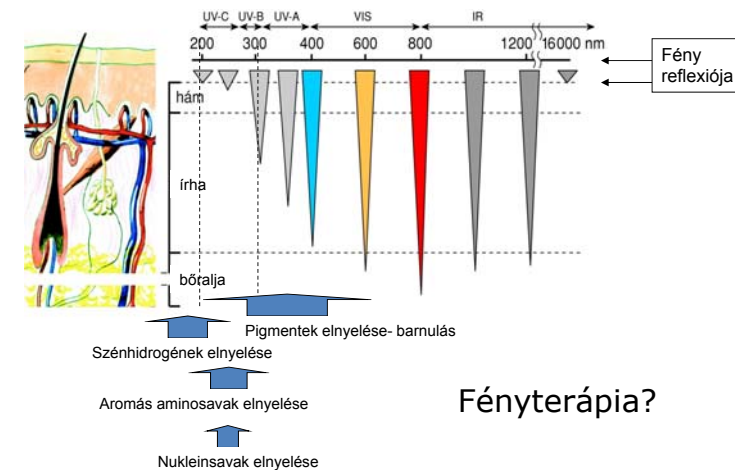 UV-C UV-B UV-A VIS IR
200 300 400 600 800 1200 16000 nm
Fény
reflexiója
hám
írha
bőralja
Pigmentek elnyelése- barnulás
Szénhidrogének elnyelése
Aromás aminosavak elnyelése
Fényterápia?
Nukleinsavak elnyelése